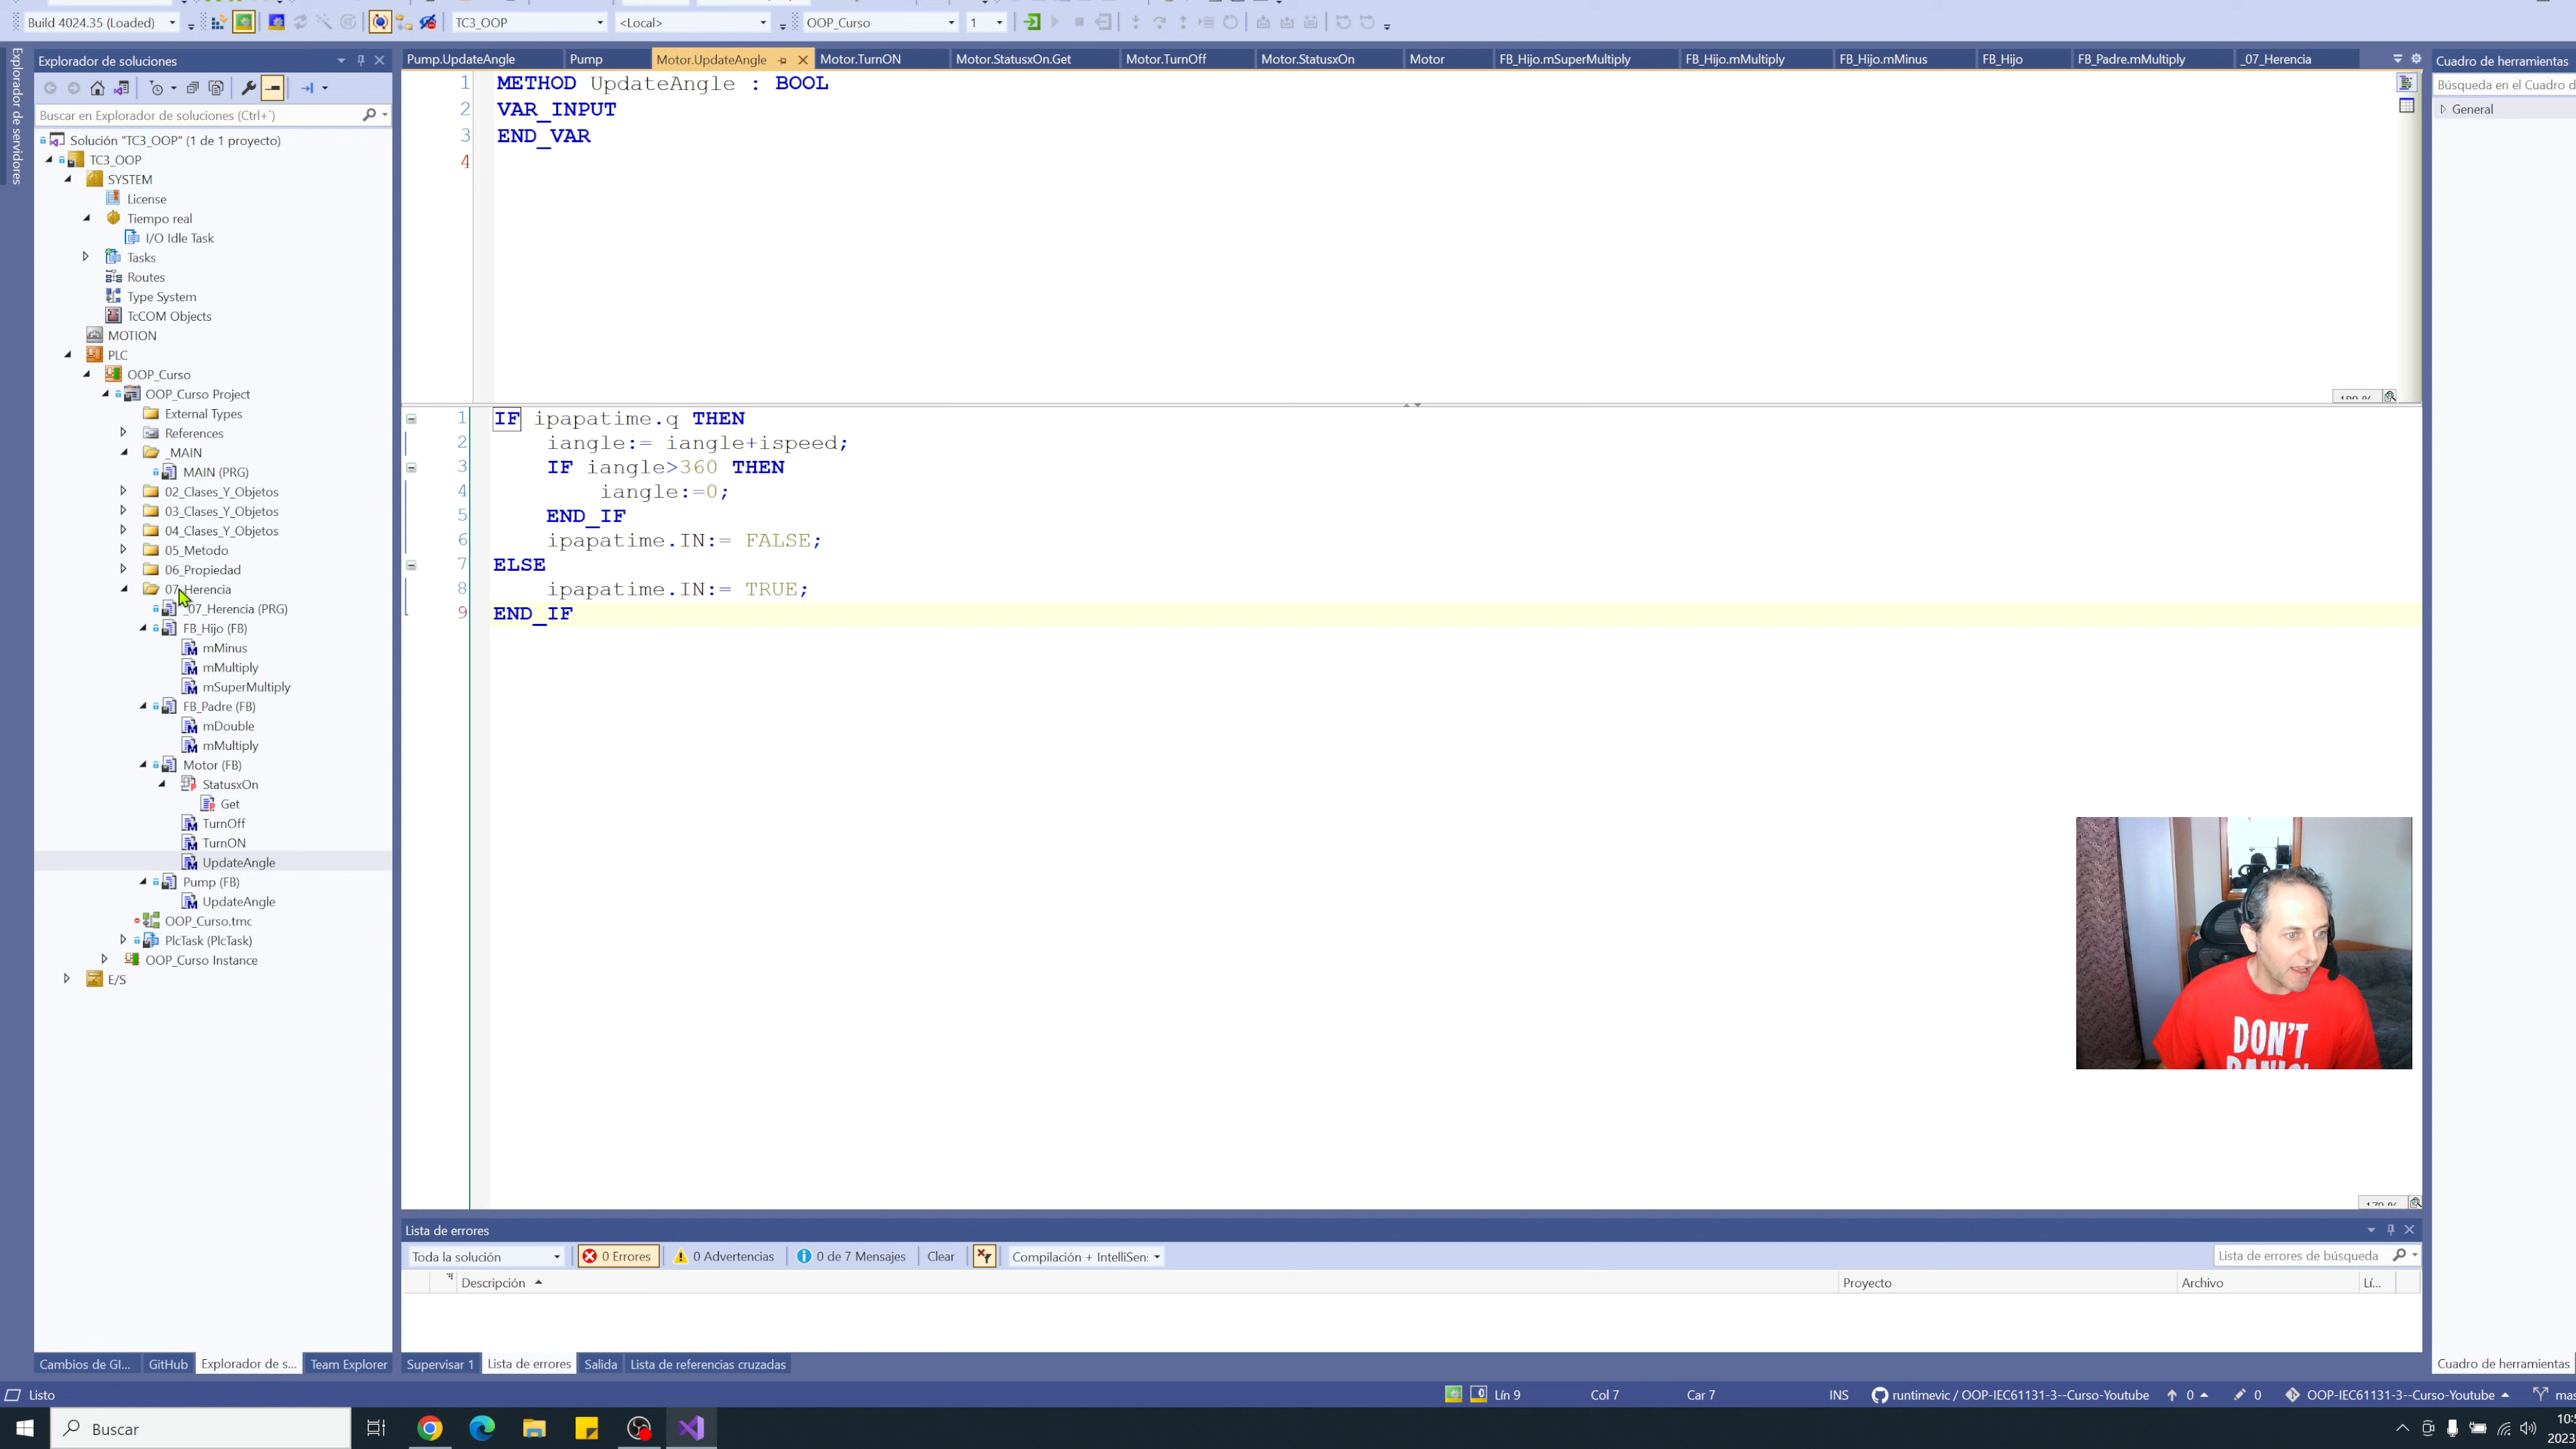 Build 4024.35 (Loaded)
TC3_OOP
<Local>
OOP_Curso
1
Explorador de servidores
Explorador de soluciones
Buscar en Explorador de soluciones (Ctrl+`)
Solución "TC3_OOP" (1 de 1 proyecto)
TC3_OOP
SYSTEM
License
Tiempo real
I/O Idle Task
Tasks
Routes
Type System
TcCOM Objects
MOTION
PLC
OOP_Curso
OOP_Curso Project
External Types
References
_MAIN
MAIN (PRG)
02_Clases_Y_Objetos
03_Clases_Y_Objetos
04_Clases_Y_Objetos
05_Metodo
06_Propiedad
07_Herencia
_07_Herencia (PRG)
FB_Hijo (FB)
mMinus
mMultiply
mSuperMultiply
FB_Padre (FB)
mDouble
mMultiply
Motor (FB)
StatusxOn
Get
TurnOff
TurnON
UpdateAngle
Pump (FB)
UpdateAngle
OOP_Curso.tmc
PlcTask (PlcTask)
OOP_Curso Instance
E/S
Cambios de GI...
GitHub
Explorador de s...
Team Explorer
Pump.UpdateAngle
Pump
Motor.UpdateAngle
Motor.TurnON
Motor.StatusxOn.Get
Motor.TurnOff
Motor.StatusxOn
Motor
FB_Hijo.mSuperMultiply
FB_Hijo.mMultiply
FB_Hijo.mMinus
FB_Hijo
FB_Padre.mMultiply
_07_Herencia
1 METHOD UpdateAngle : BOOL
2 VAR_INPUT
3 END_VAR
4
1 IF ipapatime.q THEN
2 iangle:= iangle+ispeed;
3 IF iangle>360 THEN
4 iangle:=0;
5 END_IF
6 ipapatime.IN:= FALSE;
7 ELSE
8 ipapatime.IN:= TRUE;
9 END_IF
DON'T
Lista de errores
Toda la solución
0 Errores
0 Advertencias
0 de 7 Mensajes
Clear
Compilación + IntelliSen:
Lista de errores de búsqueda
Descripción
Proyecto
Archivo
Lí...
Supervisar 1
Lista de errores
Salida
Lista de referencias cruzadas
Cuadro de herramientas
Búsqueda en el Cuadro d
General
Cuadro de herramientas
Listo
Lín 9
Col 7
Car 7
INS
runtimevic / OOP-IEC61131-3--Curso-Youtube
0
0
OOP-IEC61131-3--Curso-Youtube
Buscar